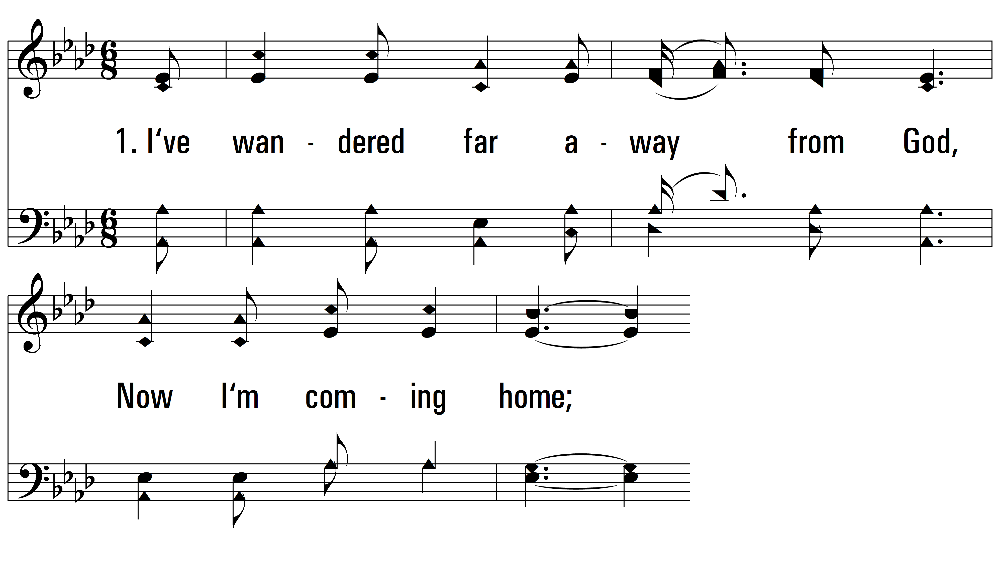 1. I‘ve wan - dered far a - way from God,
Now I‘m com - ing home;